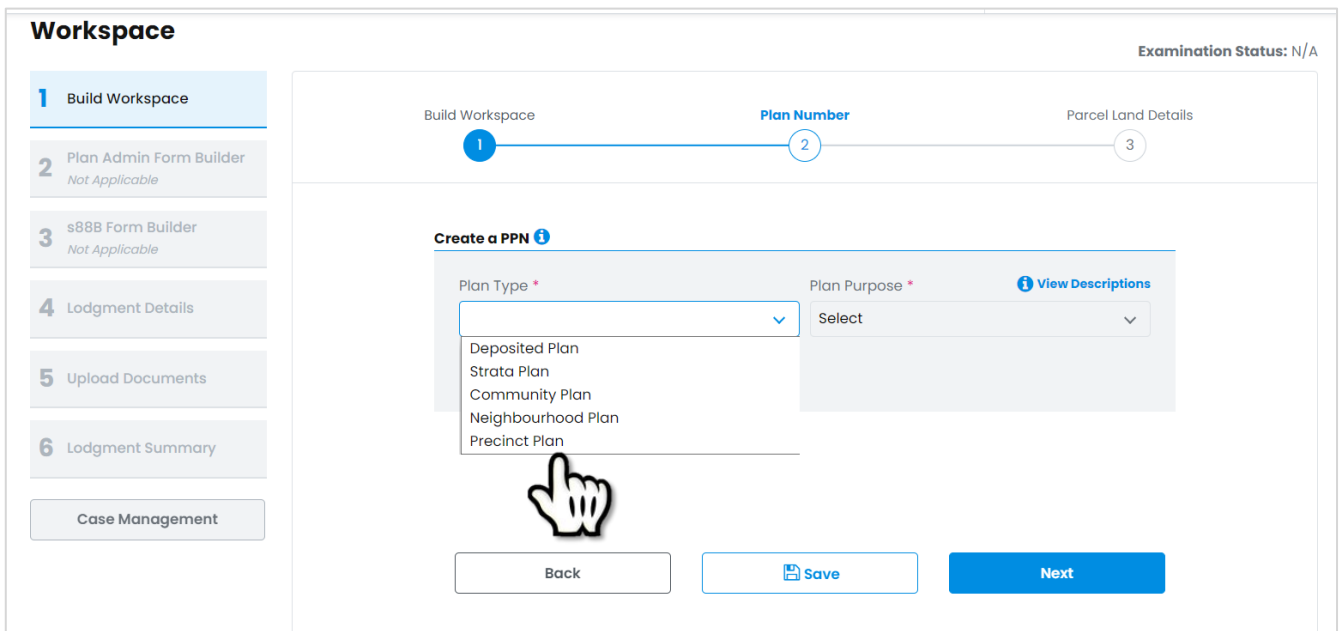 Workspace
Examination Status: N/A
1 Build Workspace
2 Plan Admin Form Builder
Not Applicable
3 s88B Form Builder
Not Applicable
4 Lodgment Details
5 Upload Documents
6 Lodgment Summary
Case Management
Build Workspace Plan Number Parcel Land Details
1 2 3
Create a PPN i
Plan Type * Plan Purpose * i View Descriptions
Select
Deposited Plan
Strata Plan
Community Plan
Neighbourhood Plan
Precinct Plan
Back Save Next